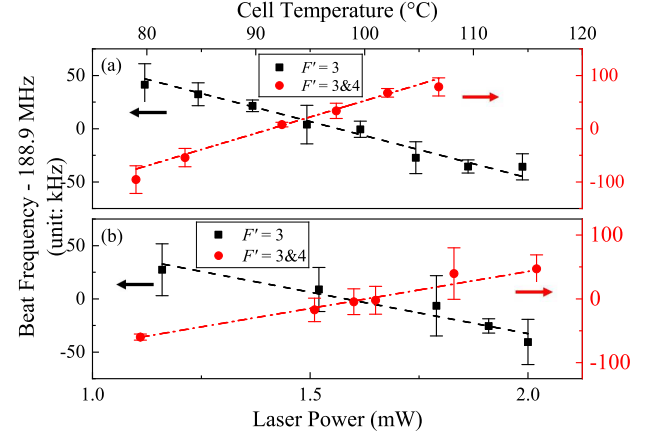 Cell Temperature (°C)
80 90 100 110 120
(a)
F' = 3
F' = 3&4
50
0
-50
100
0
-100
Beat Frequency - 188.9 MHz
(unit: kHz)
(b)
F' = 3
F' = 3&4
50
0
-50
100
0
-100
1.0 1.5 2.0
Laser Power (mW)